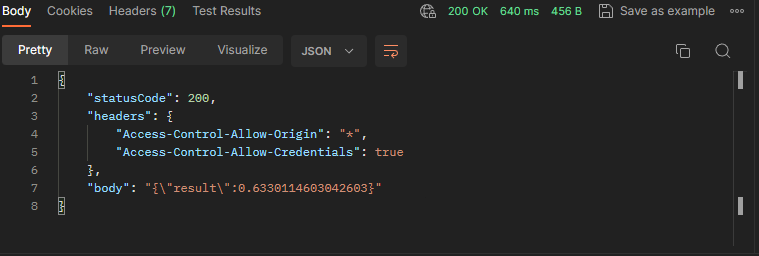 Body Cookies Headers (7) Test Results 200 OK 640 ms 456 B Save as example
Pretty Raw Preview Visualize JSON
1 {
2 "statusCode": 200,
3 "headers": {
4 "Access-Control-Allow-Origin": "*",
5 "Access-Control-Allow-Credentials": true
6 },
7 "body": "{\"result\":0.6330114603042603}"
8 }